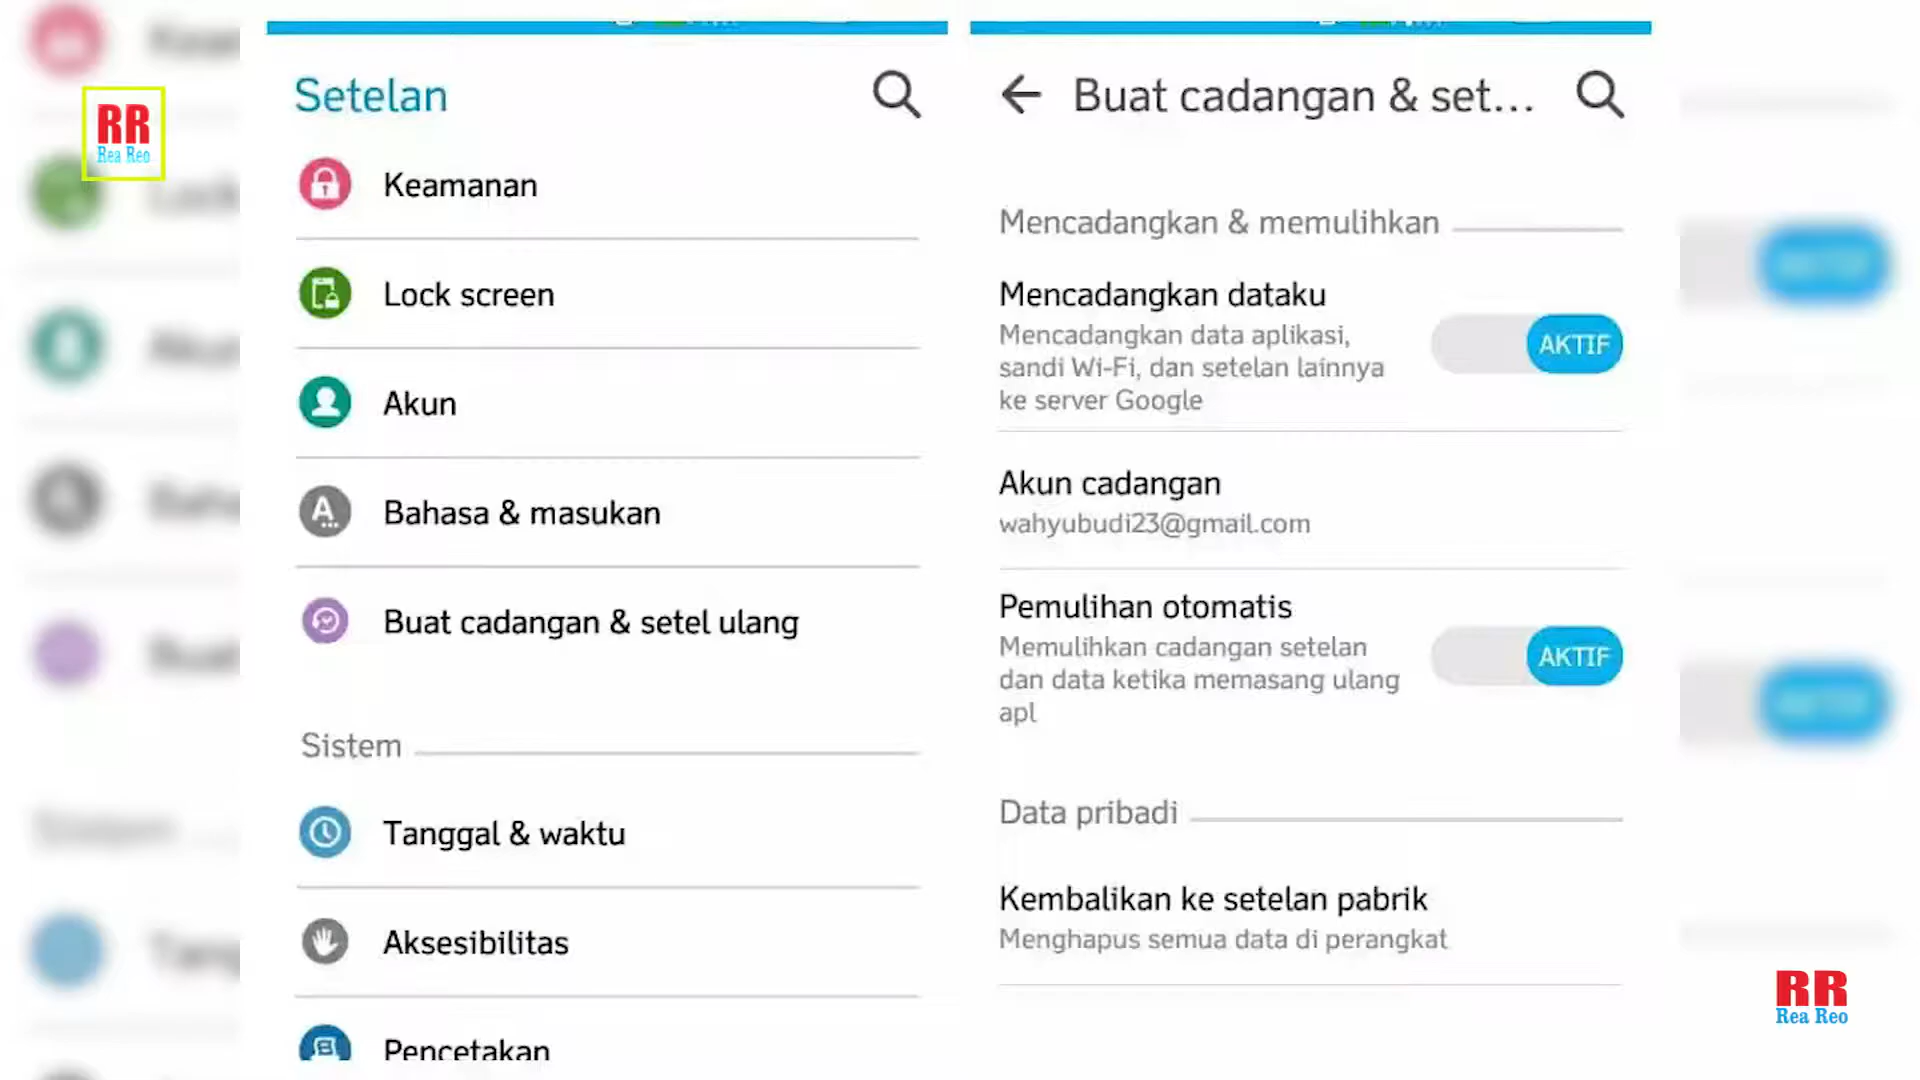 RR
Rea Reo
Setelan
Keamanan
Lock screen
Akun
Bahasa & masukan
Buat cadangan & setel ulang
Sistem
Tanggal & waktu
Aksesibilitas
Pencetakan
Buat cadangan & set...
Mencadangkan & memulihkan
Mencadangkan dataku
Mencadangkan data aplikasi,
sandi Wi-Fi, dan setelan lainnya
ke server Google
AKTIF
Akun cadangan
wahyubudi23@gmail.com
Pemulihan otomatis
Memulihkan cadangan setelan
dan data ketika memasang ulang
apl
AKTIF
Data pribadi
Kembalikan ke setelan pabrik
Menghapus semua data di perangkat
RR
Rea Reo